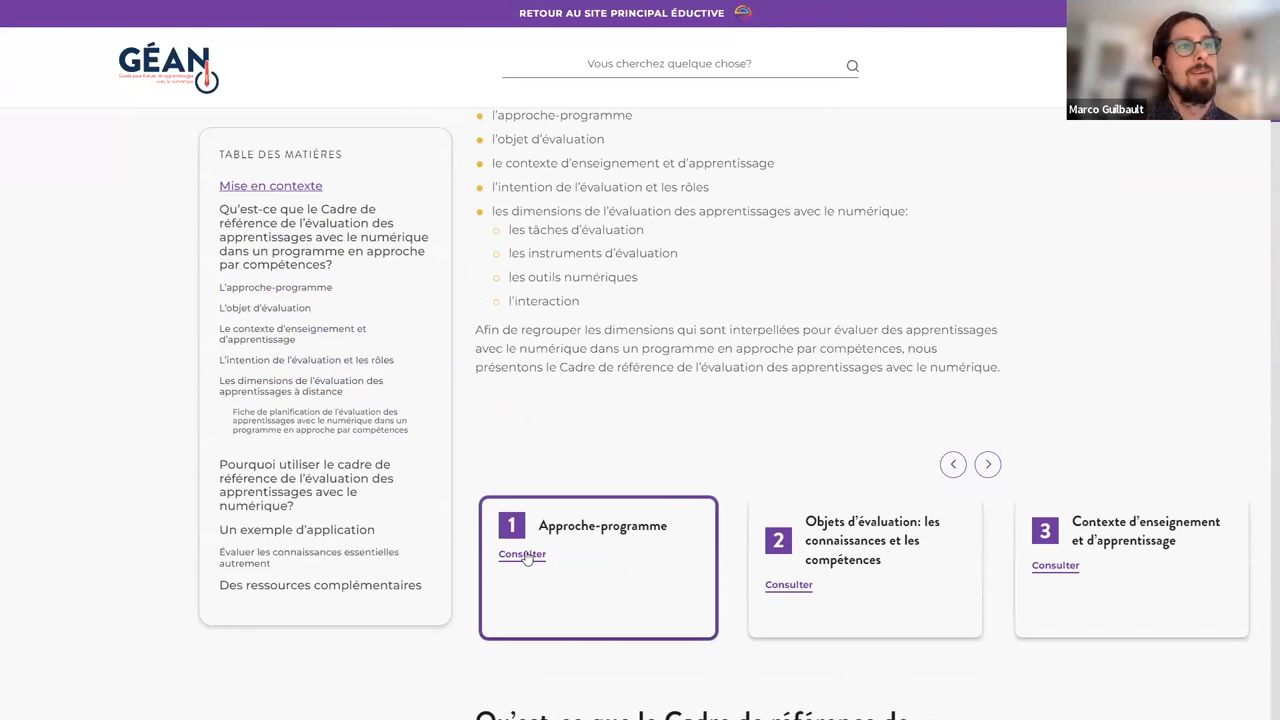 RETOUR AU SITE PRINCIPAL ÉDUCTIVE
GÉAN
Vous cherchez quelque chose?
Marco Guilbault
TABLE DES MATIÈRES
Mise en contexte
Qu'est-ce que le Cadre de
référence de l'évaluation des
apprentissages avec le numérique
dans un programme en approche
par compétences?
L'approche-programme
L'objet d'évaluation
Le contexte d'enseignement et
d'apprentissage
L'intention de l'évaluation et les rôles
Les dimensions de l'évaluation des
apprentissages à distance
Fiche de planification de l'évaluation des
apprentissages avec le numérique dans un
programme en approche par compétences
Pourquoi utiliser le cadre de
référence de l'évaluation des
apprentissages avec le
numérique?
Un exemple d'application
Évaluer les connaissances essentielles
autrement
Des ressources complémentaires
l'approche-programme
l'objet d'évaluation
le contexte d'enseignement et d'apprentissage
l'intention de l'évaluation et les rôles
les dimensions de l'évaluation des apprentissages avec le numérique:
les tâches d'évaluation
les instruments d'évaluation
les outils numériques
l'interaction
Afin de regrouper les dimensions qui sont interpellées pour évaluer des apprentissages
avec le numérique dans un programme en approche par compétences, nous
présentons le Cadre de référence de l'évaluation des apprentissages avec le numérique.
1 Approche-programme
Consulter
2 Objets d'évaluation: les
connaissances et les
compétences
Consulter
3 Contexte d'enseignement
et d'apprentissage
Consulter
Qu'est-ce que le Cadre de référence de